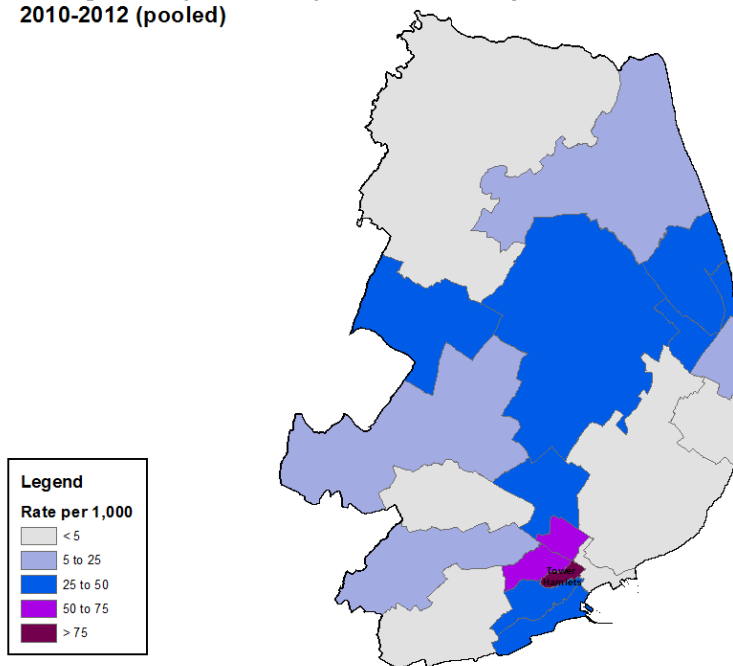 2010-2012 (pooled)
Tower
Hamlets
Legend
Rate per 1,000
< 5
5 to 25
25 to 50
50 to 75
> 75